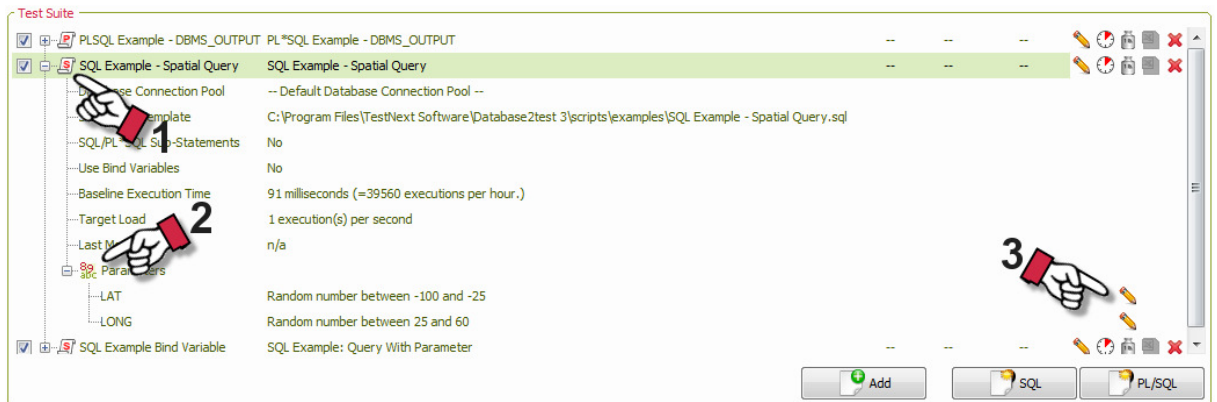 Test Suite
PLSQL Example - DBMS_OUTPUT PL*SQL Example - DBMS_OUTPUT -- -- --
SQL Example - Spatial Query SQL Example - Spatial Query -- -- --
Connection Pool -- Default Database Connection Pool --
1
C:\Program Files\TestNext Software\Database2test 3\scripts\examples\SQL Example - Spatial Query.sql
SQL/PL*SQL Sub-Statements No
Use Bind Variables No
Baseline Execution Time 91 milliseconds (=39560 executions per hour.)
Target Load 1 execution(s) per second
2
Last n/a
3
89
abc Parameters
LAT Random number between -100 and -25
LONG Random number between 25 and 60
SQL Example Bind Variable SQL Example: Query With Parameter -- -- --
Add SQL PL/SQL